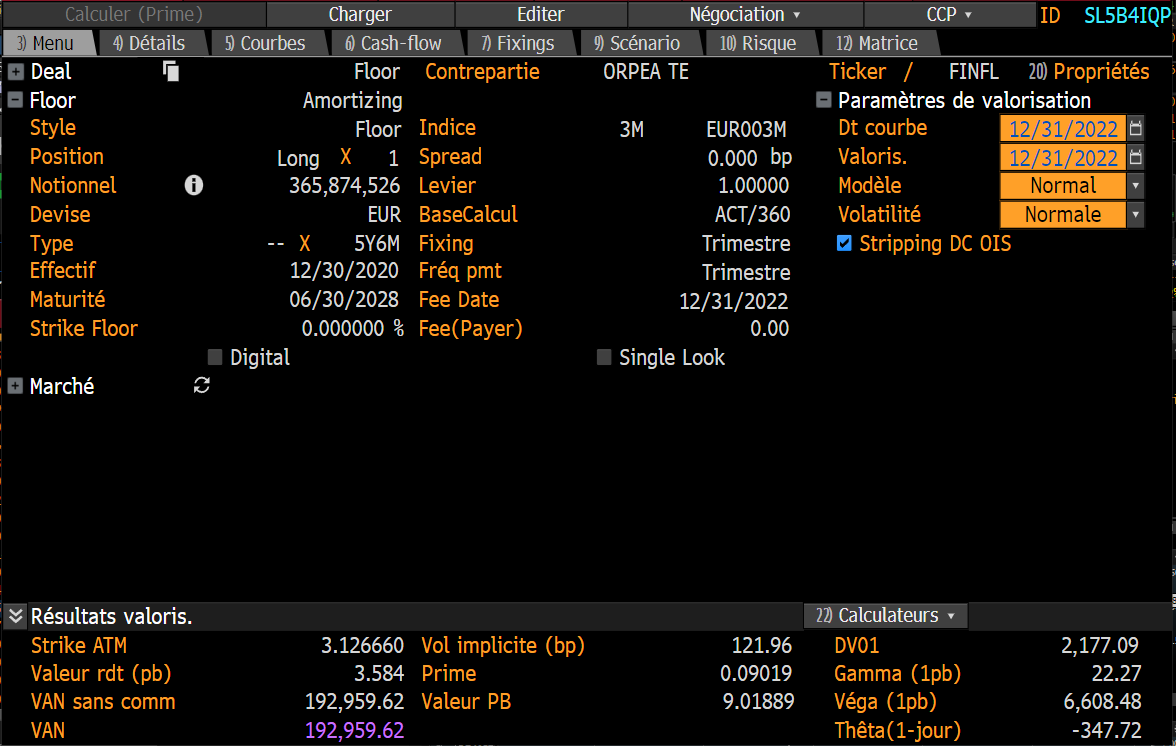 Calculer (Prime) Charger Editer Négociation CCP ID SL5B4IQP
3) Menu 4) Détails 5) Courbes 6) Cash-flow 7) Fixings 9) Scénario 10) Risque 12) Matrice
Deal Floor Contrepartie ORPEA TE Ticker / FINFL 20) Propriétés
Floor Amortizing Paramètres de valorisation
Style Floor Indice 3M EUR003M Dt courbe 12/31/2022
Position Long X 1 Spread 0.000 bp Valoris. 12/31/2022
Notionnel 365,874,526 Levier 1.00000 Modèle Normal
Devise EUR BaseCalcul ACT/360 Volatilité Normale
Type -- X 5Y6M Fixing Trimestre Stripping DC OIS
Effectif 12/30/2020 Fréq pmt Trimestre
Maturité 06/30/2028 Fee Date 12/31/2022
Strike Floor 0.000000 % Fee(Payer) 0.00
Digital Single Look
Marché
Résultats valoris. 22) Calculateurs
Strike ATM 3.126660 Vol implicite (bp) 121.96 DV01 2,177.09
Valeur rdt (pb) 3.584 Prime 0.09019 Gamma (1pb) 22.27
VAN sans comm 192,959.62 Valeur PB 9.01889 Véga (1pb) 6,608.48
VAN 192,959.62 Thêta(1-jour) -347.72